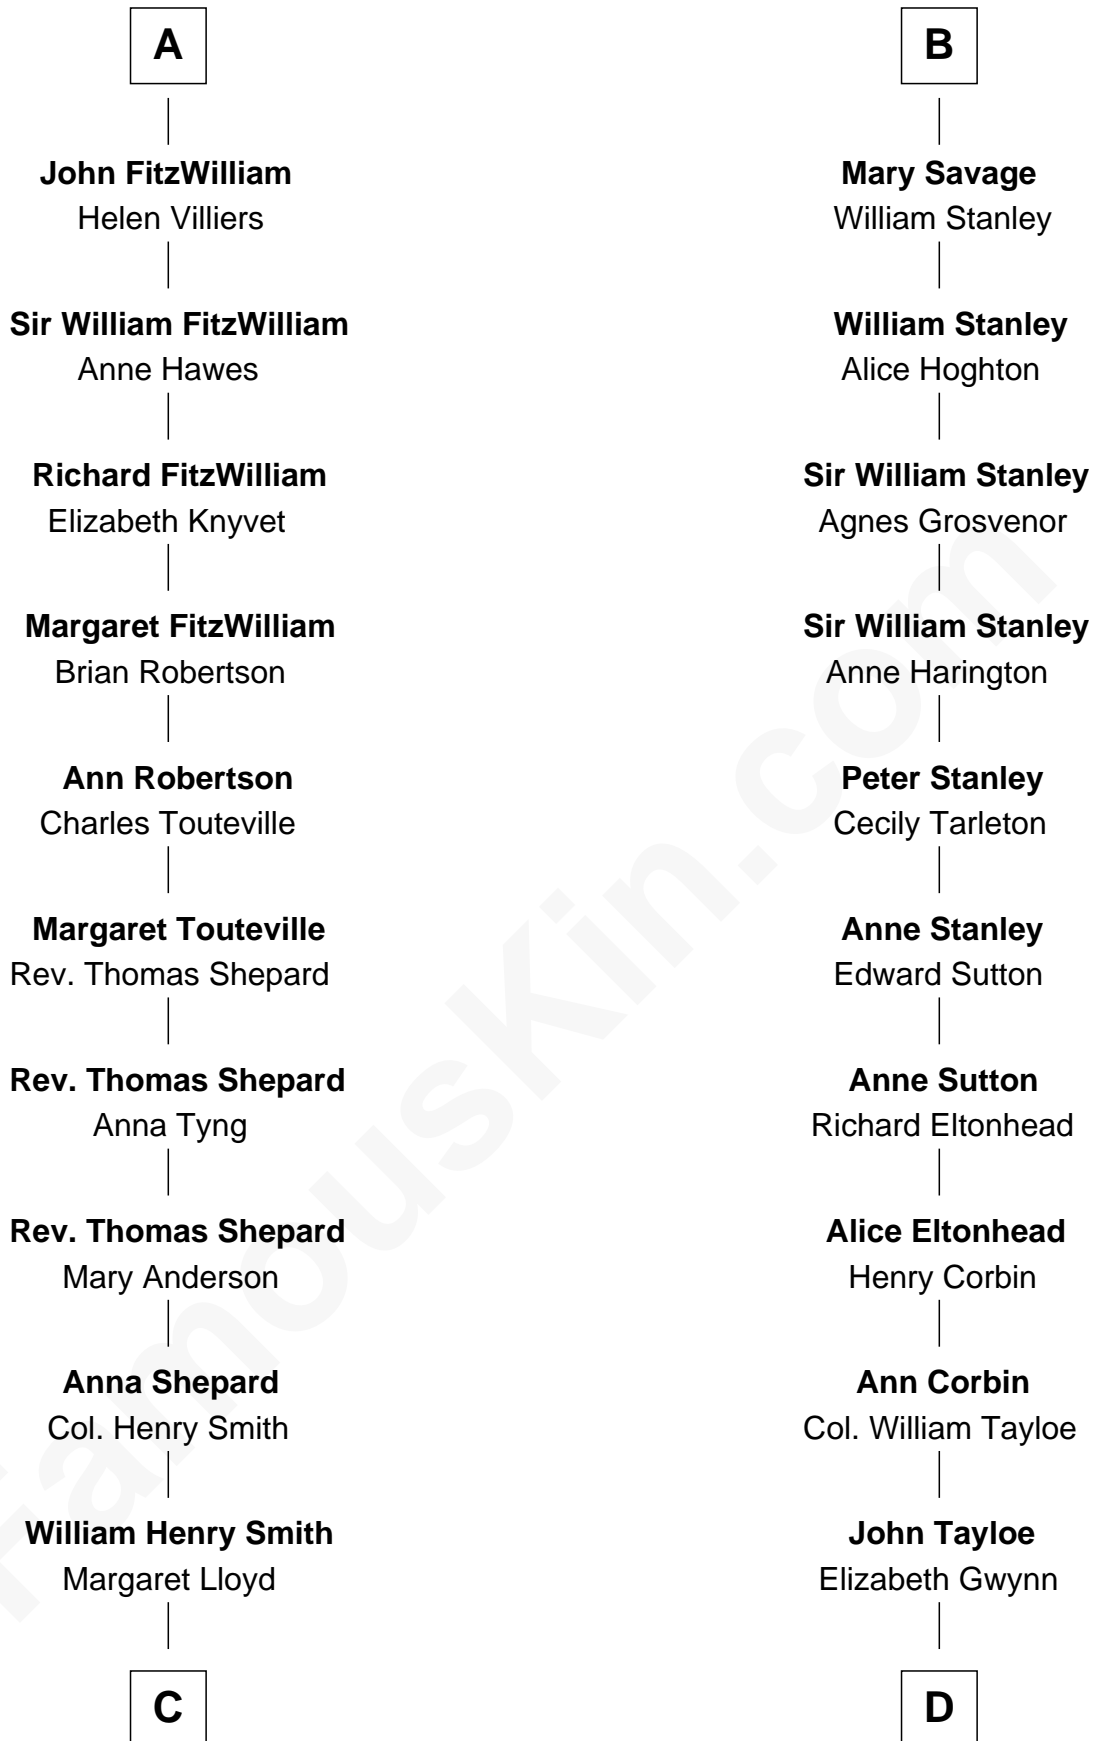 A
John FitzWilliam
Helen Villiers
Sir William FitzWilliam
Anne Hawes
Richard FitzWilliam
Elizabeth Knyvet
Margaret FitzWilliam
Brian Robertson
Ann Robertson
Charles Touteville
Margaret Touteville
Rev. Thomas Shepard
Rev. Thomas Shepard
Anna Tyng
Rev. Thomas Shepard
Mary Anderson
Anna Shepard
Col. Henry Smith
William Henry Smith
Margaret Lloyd
C
B
Mary Savage
William Stanley
William Stanley
Alice Hoghton
Sir William Stanley
Agnes Grosvenor
Sir William Stanley
Anne Harington
Peter Stanley
Cecily Tarleton
Anne Stanley
Edward Sutton
Anne Sutton
Richard Eltonhead
Alice Eltonhead
Henry Corbin
Ann Corbin
Col. William Tayloe
John Tayloe
Elizabeth Gwynn
D
FamousKin.com